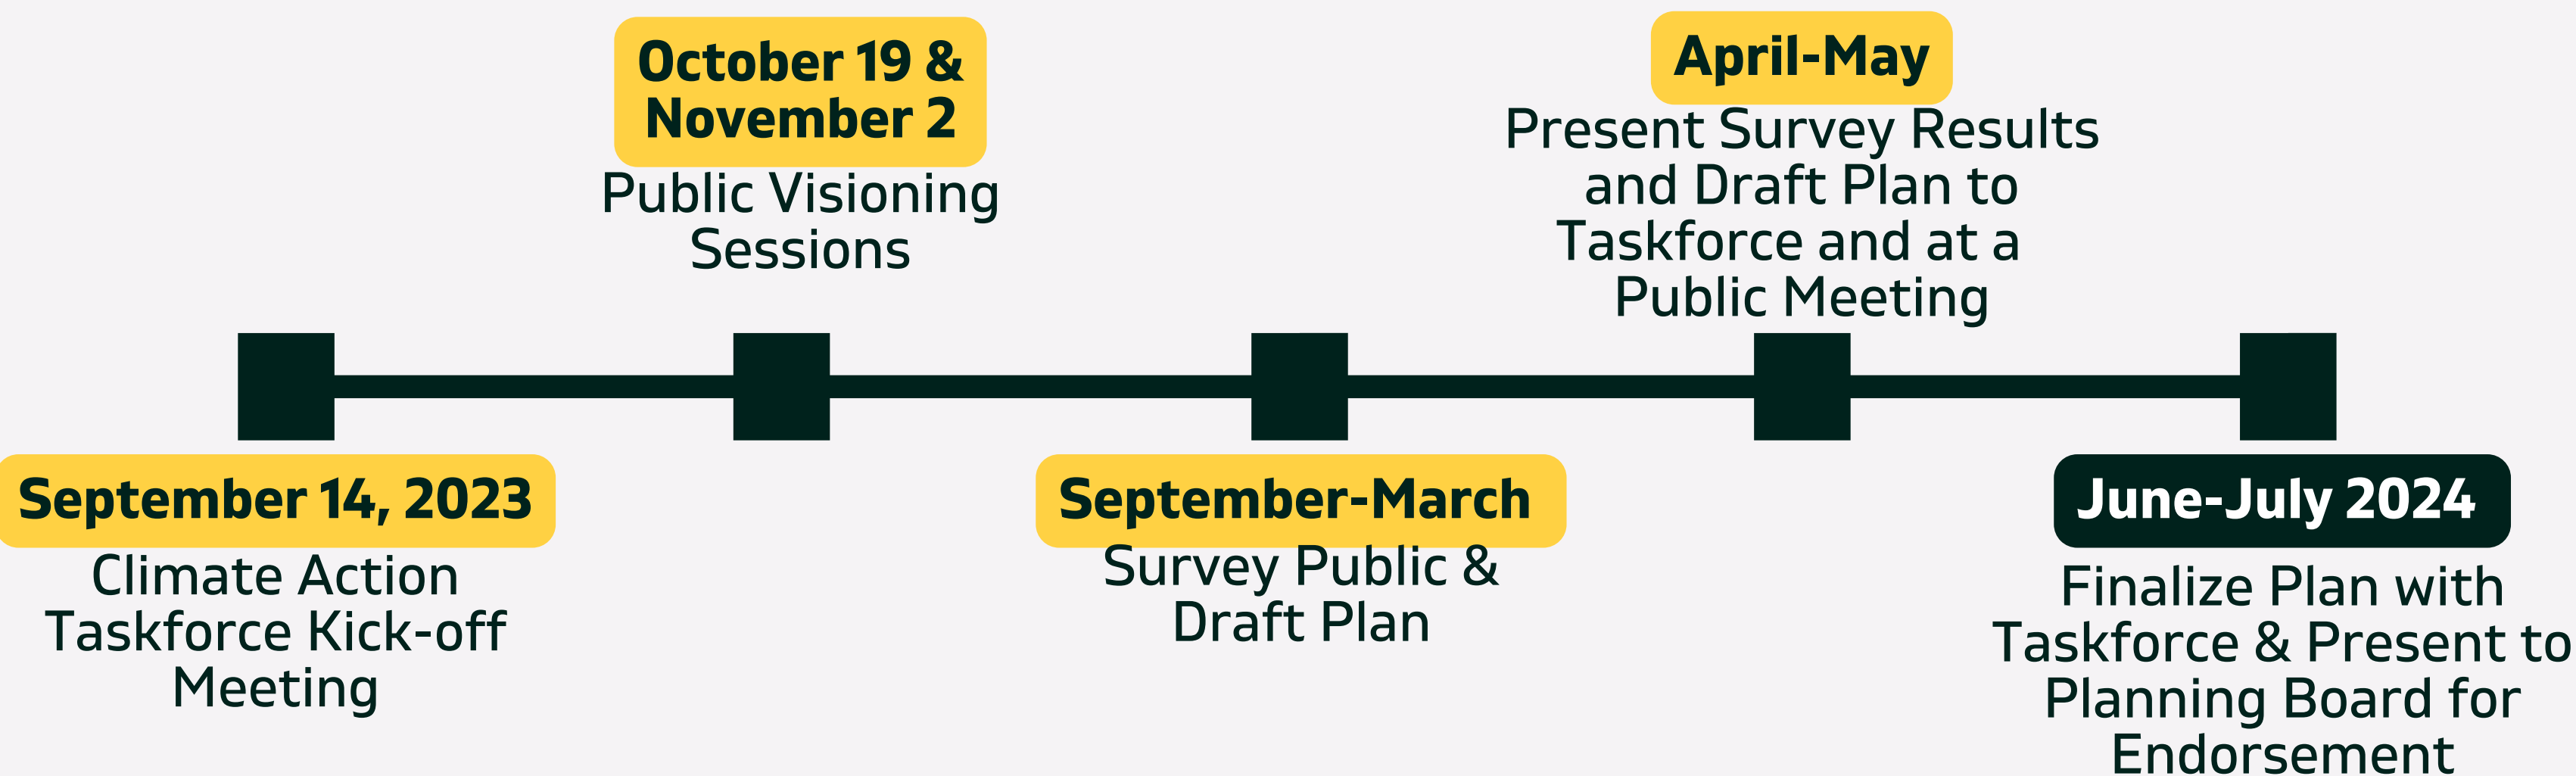 September 14, 2023
Climate Action
Taskforce Kick-off
Meeting
October 19 &
November 2
Public Visioning
Sessions
September-March
Survey Public &
Draft Plan
April-May
Present Survey Results
and Draft Plan to
Taskforce and at a
Public Meeting
June-July 2024
Finalize Plan with
Taskforce & Present to
Planning Board for
Endorsement